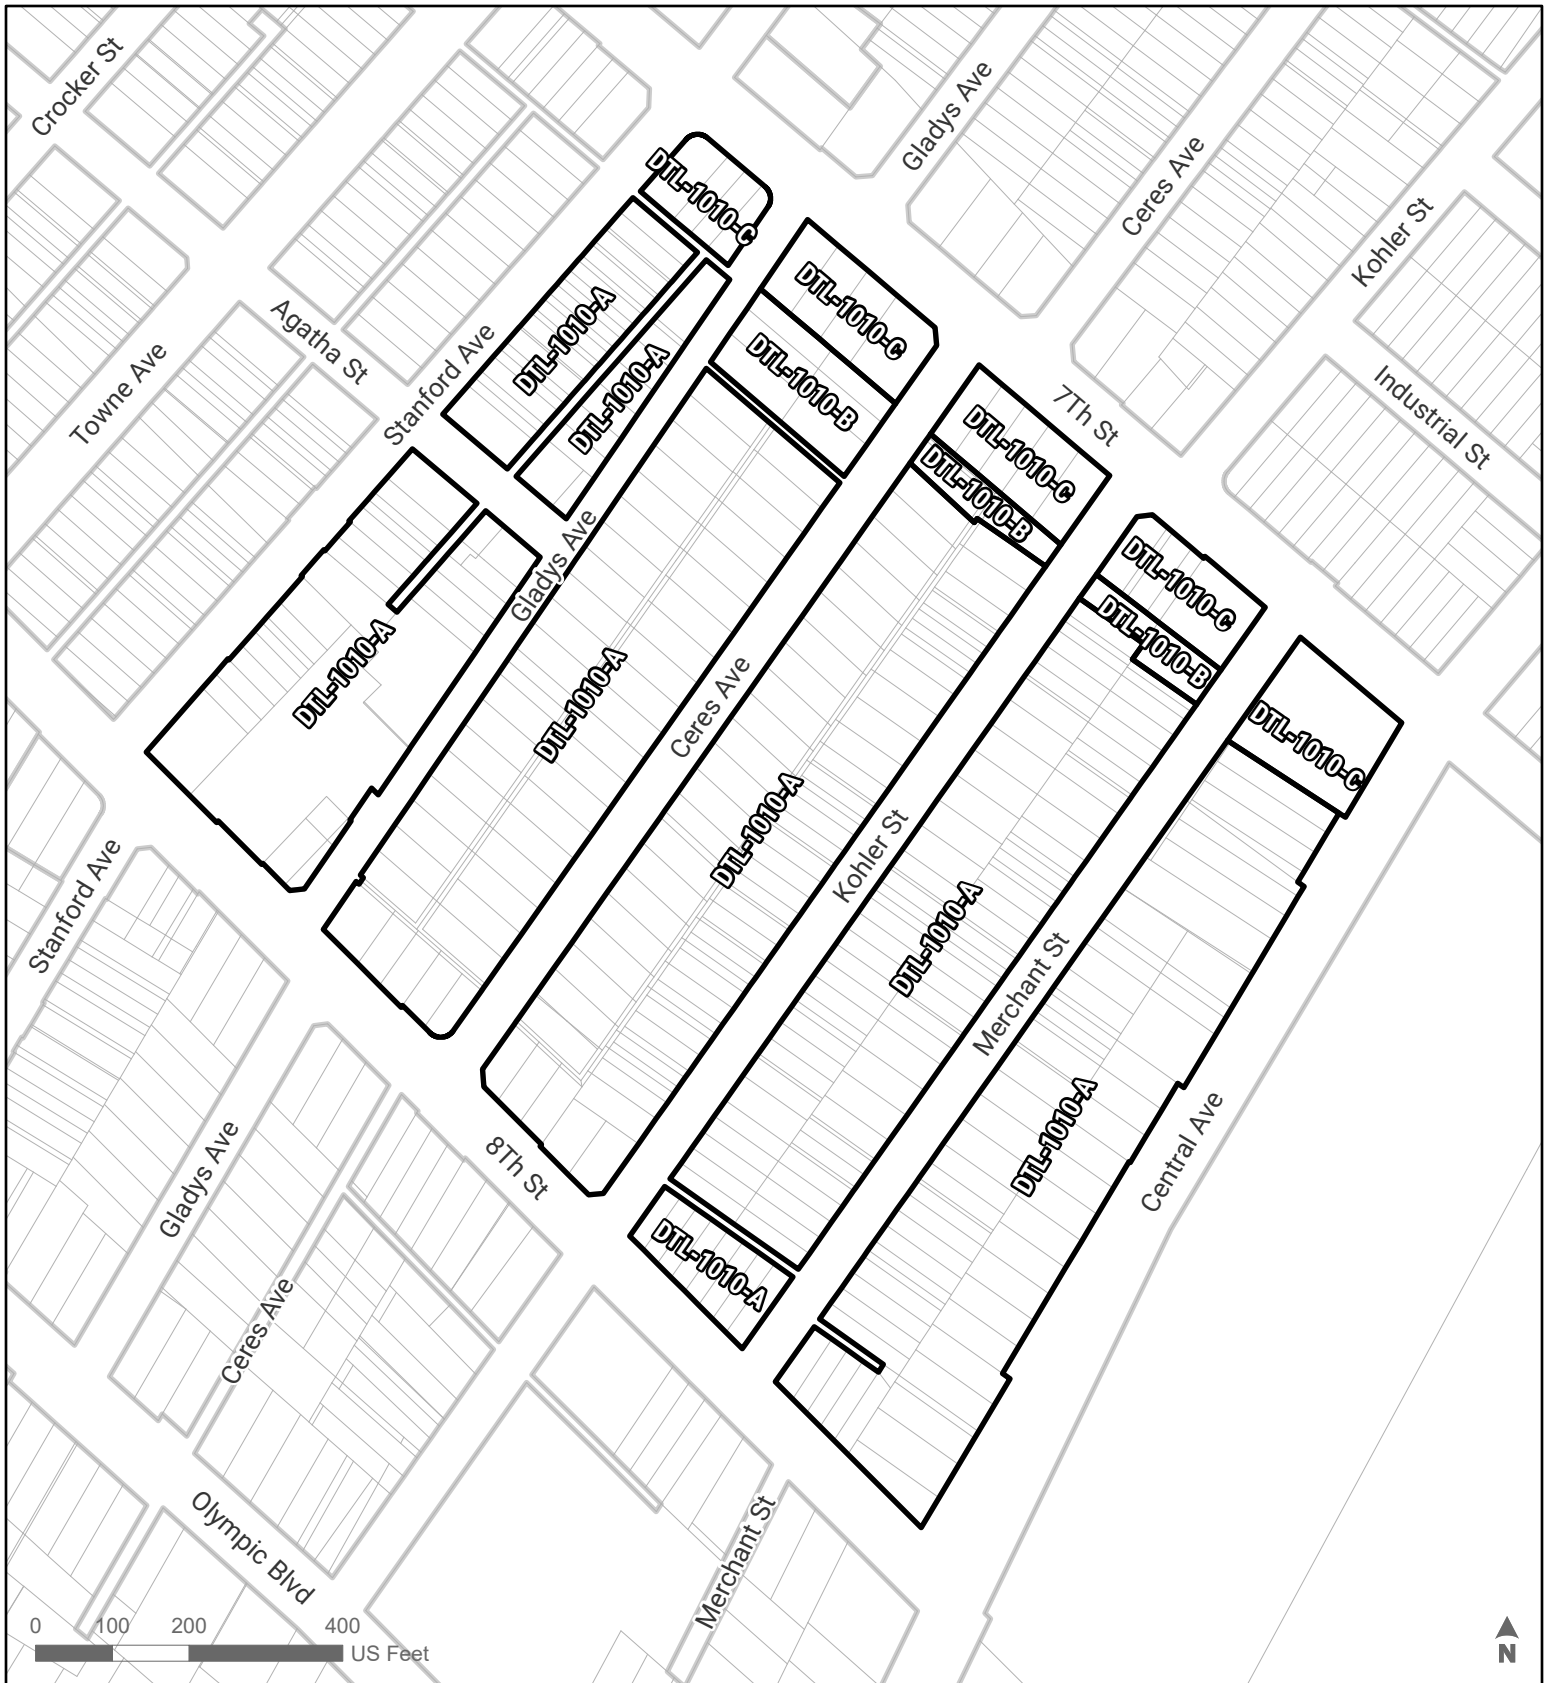 Crocker St
Gladys Ave
Ceres Ave
Kohler St
DTL-1010-C
Agatha St
Towne Ave
Stanford Ave
DTL-1010-A
DTL-1010-A
DTL-1010-C
DTL-1010-B
7Th St
Industrial St
DTL-1010-C
DTL-1010-B
DTL-1010-C
DTL-1010-B
DTL-1010-C
Gladys Ave
DTL-1010-A
DTL-1010-A
Ceres Ave
DTL-1010-A
Kohler St
DTL-1010-A
Merchant St
DTL-1010-A
Central Ave
Stanford Ave
Gladys Ave
8Th St
DTL-1010-A
Ceres Ave
Olympic Blvd
Merchant St
0 100 200 400
US Feet
N